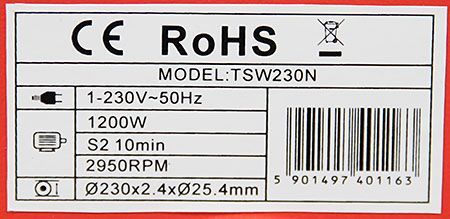 CE RoHS
MODEL:TSW230N
1-230V~50Hz
1200W
S2 10min
2950RPM
Ø230x2.4xØ25.4mm
5 901497 401163